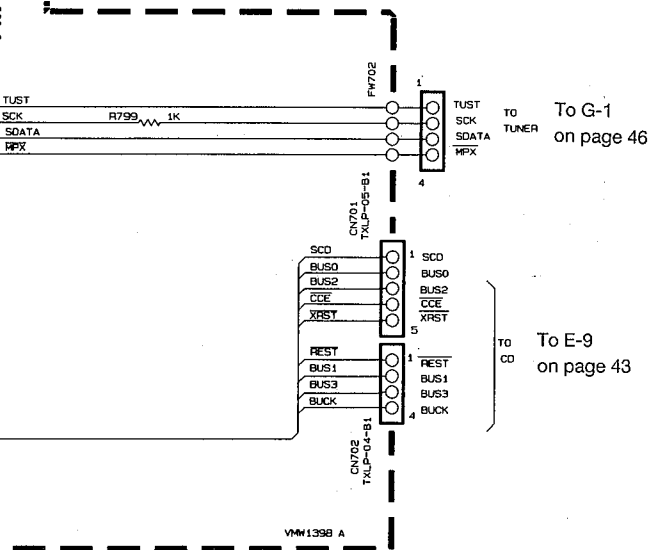 FW702
1
TUST
SCK
SDATA
MPX
R799 1K
TUST
SCK
SDATA
MPX
TO
TUNER
To G-1
on page 46
4
CN701
TXLP-05-B1
SCD
BUS0
BUS2
CCE
XRST
1 SCD
BUS0
BUS2
CCE
XRST
5
REST
BUS1
BUS3
BUCK
1 REST
BUS1
BUS3
4 BUCK
TO
CD
To E-9
on page 43
CN702
TXLP-04-B1
VMW1398 A